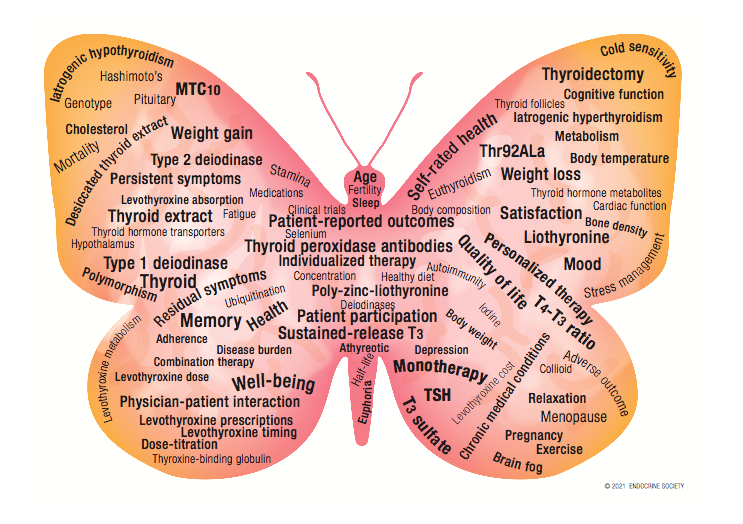 Iatrogenic hypothyroidism
Hashimoto's
MTC10
Genotype
Pituitary
Cholesterol
Mortality
Desiccated thyroid extract
Weight gain
Type 2 deiodinase
Persistent symptoms
Stamina
Levothyroxine absorption
Medications
Thyroid extract
Fatigue
Clinical trials
Thyroid hormone transporters
Hypothalamus
Type 1 deiodinase
Polymorphism
Thyroid
Residual symptoms
Ubiquitination
Memory
Health
Levothyroxine metabolism
Adherence
Disease burden
Combination therapy
Levothyroxine dose
Well-being
Physician-patient interaction
Levothyroxine prescriptions
Levothyroxine timing
Dose-titration
Thyroxine-binding globulin
Age
Fertility
Sleep
Patient-reported outcomes
Selenium
Thyroid peroxidase antibodies
Individualized therapy
Concentration
Healthy diet
Autoimmunity
Poly-zinc-liothyronine
Deiodinases
Patient participation
Sustained-release T3
Athyreotic
Half-life
Euphoria
Cold sensitivity
Thyroidectomy
Cognitive function
Thyroid follicles
Iatrogenic hyperthyroidism
Self-rated health
Metabolism
Thr92ALa
Body temperature
Euthyroidism
Weight loss
Thyroid hormone metabolites
Cardiac function
Body composition
Satisfaction
Bone density
Liothyronine
Quality of life
Personalized therapy
Mood
Stress management
Iodine
T4-T3 ratio
Body weight
Depression
Monotherapy
Levothyroxine cost
Chronic medical conditions
Colloid
Adverse outcome
TSH
T3 sulfate
Relaxation
Menopause
Pregnancy
Exercise
Brain fog
© 2021 ENDOCRINE SOCIETY